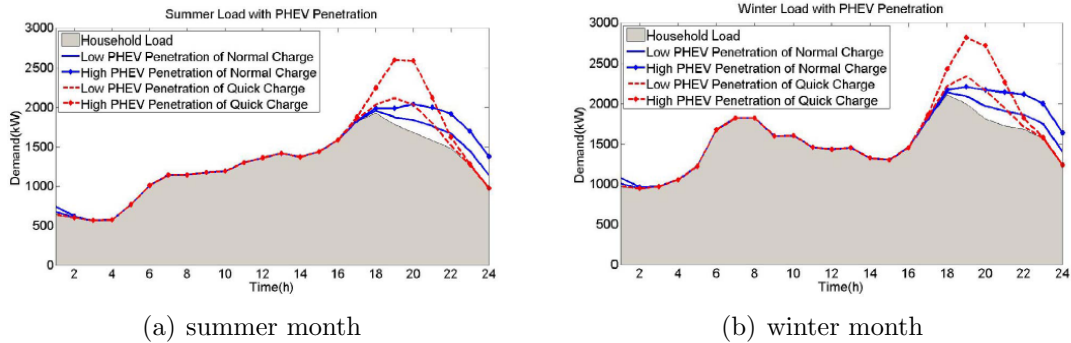 Summer Load with PHEV Penetration
3000
2500
2000
1500
1000
500
0
Demand(kW)
Household Load
Low PHEV Penetration of Normal Charge
High PHEV Penetration of Normal Charge
Low PHEV Penetration of Quick Charge
High PHEV Penetration of Quick Charge
2 4 6 8 10 12 14 16 18 20 22 24
Time(h)
(a) summer month
Winter Load with PHEV Penetration
3000
2500
2000
1500
1000
500
0
Demand(kW)
Household Load
Low PHEV Penetration of Normal Charge
High PHEV Penetration of Normal Charge
Low PHEV Penetration of Quick Charge
High PHEV Penetration of Quick Charge
2 4 6 8 10 12 14 16 18 20 22 24
Time(h)
(b) winter month